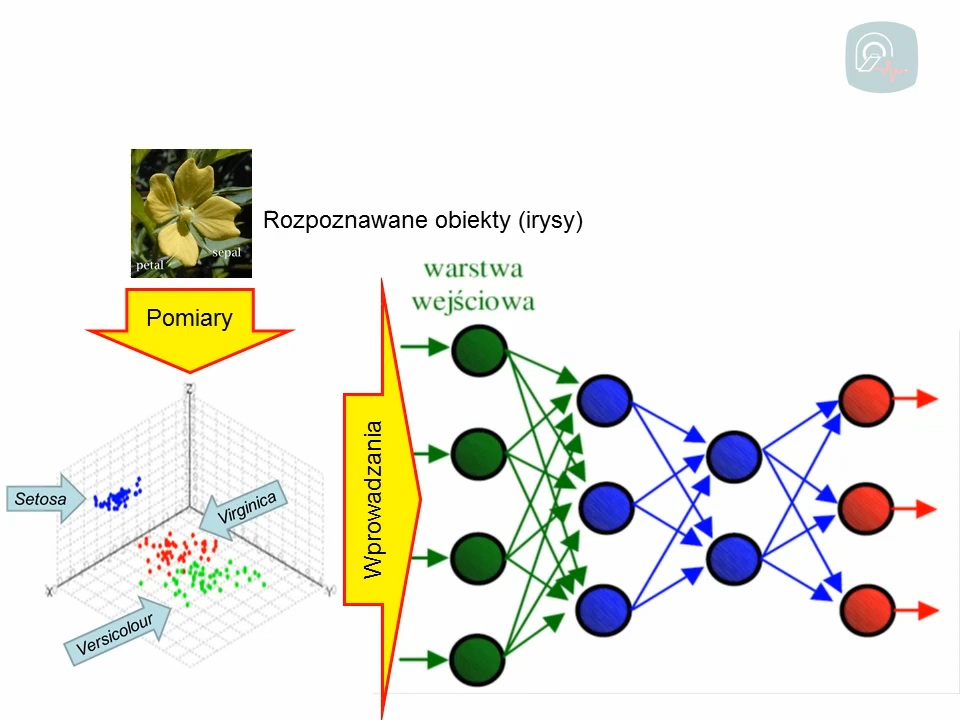 sepal
petal
Rozpoznawane obiekty (irysy)
warstwa
wejściowa
Pomiary
Z
Setosa
Virginica
Wprowadzania
X
Y
Versicolour